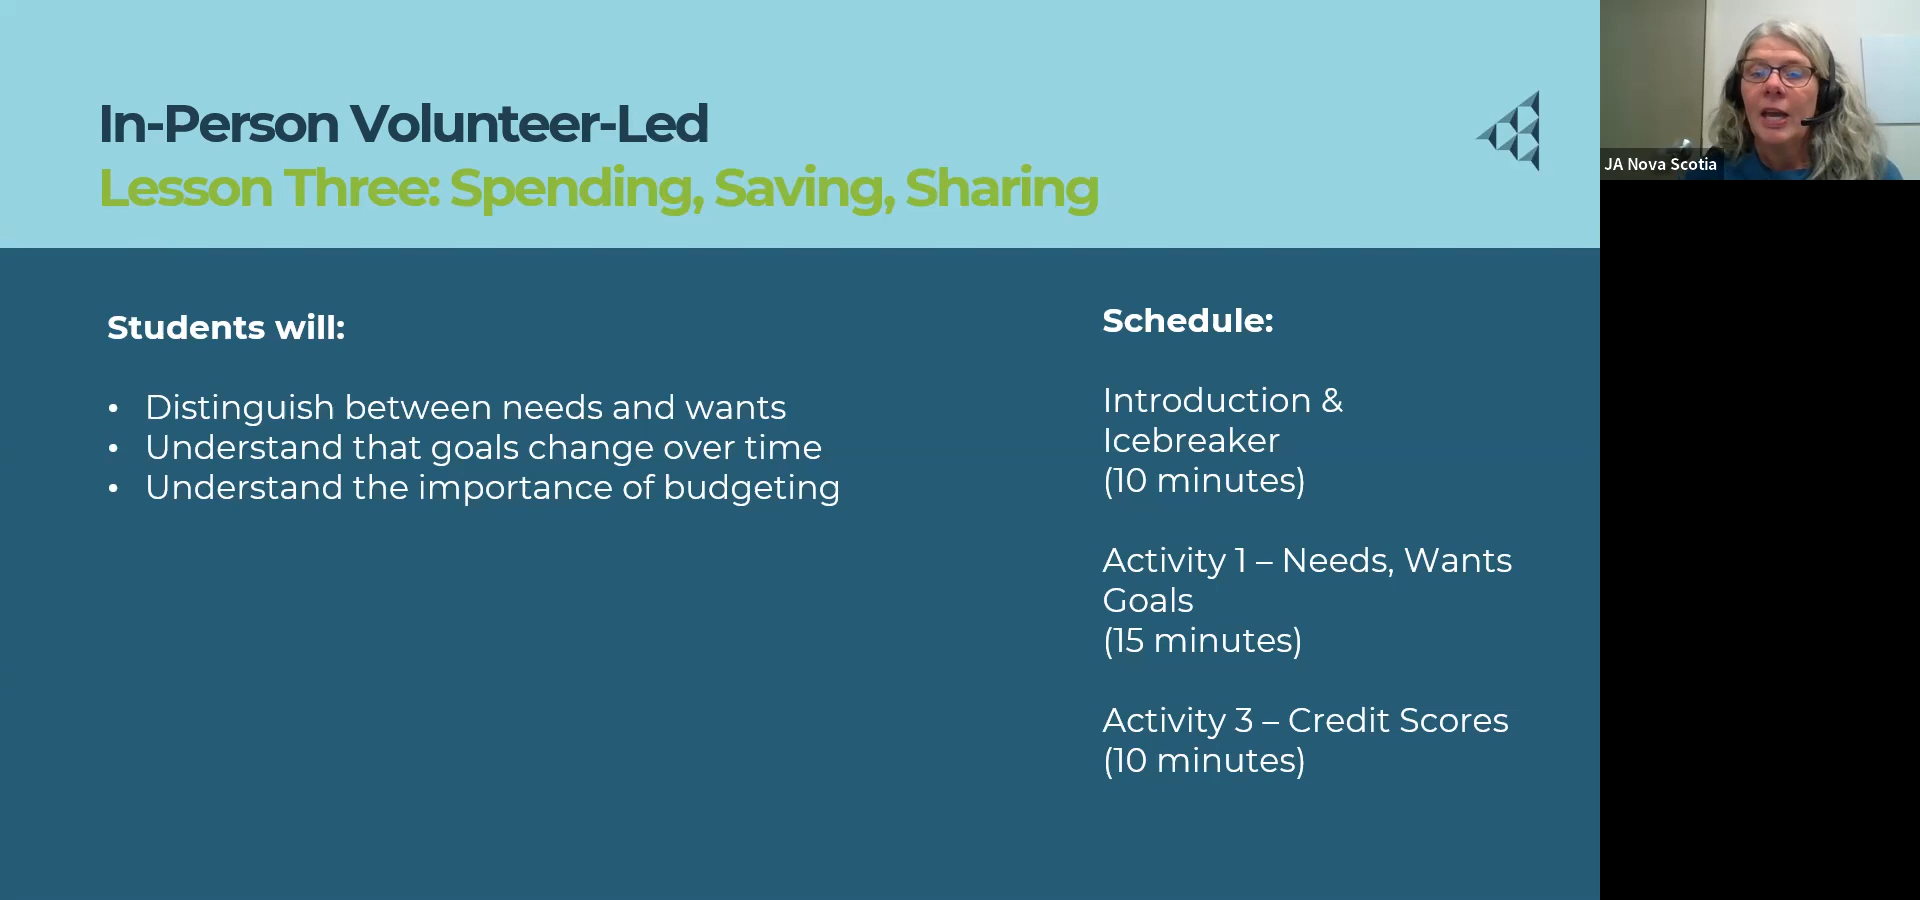 In-Person Volunteer-Led
Lesson Three: Spending, Saving, Sharing
JA Nova Scotia
Students will:
• Distinguish between needs and wants
• Understand that goals change over time
• Understand the importance of budgeting
Schedule:
Introduction &
Icebreaker
(10 minutes)
Activity 1 – Needs, Wants
Goals
(15 minutes)
Activity 3 – Credit Scores
(10 minutes)